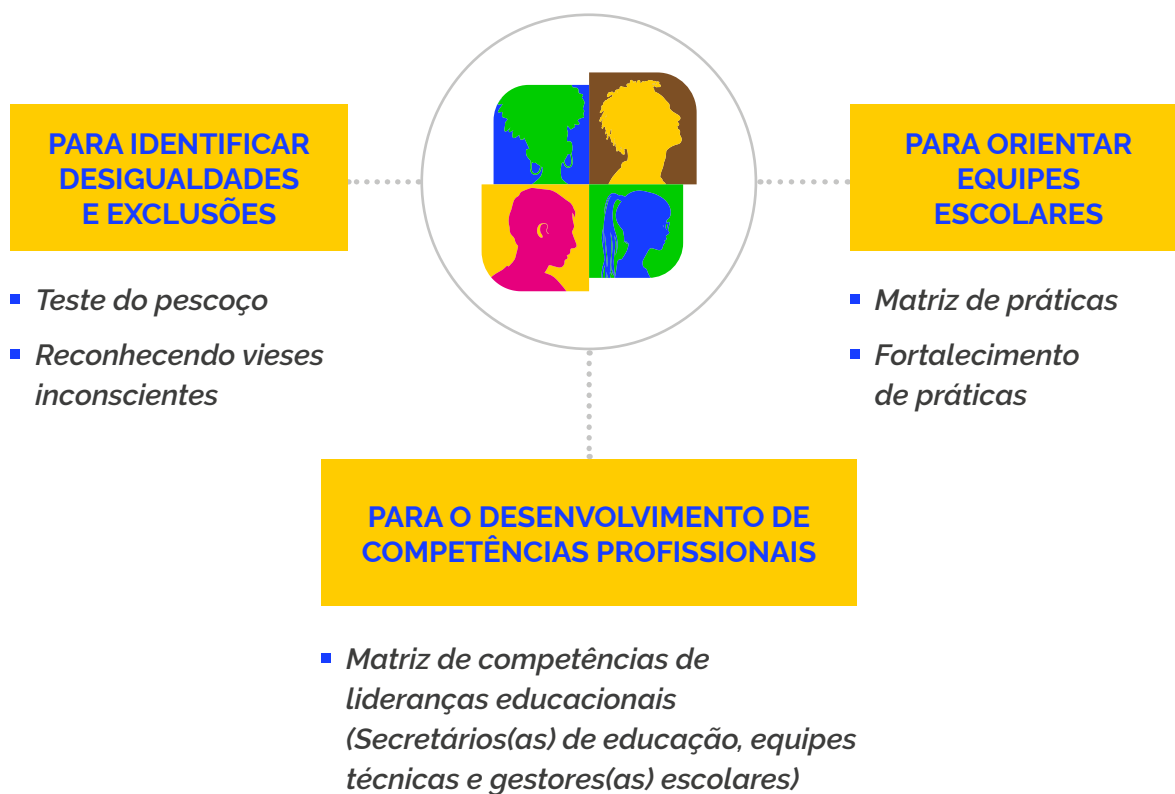 PARA IDENTIFICAR
DESIGUALDADES
E EXCLUSÕES
▪ Teste do pescoço
▪ Reconhecendo vieses
inconscientes
PARA ORIENTAR
EQUIPES
ESCOLARES
▪ Matriz de práticas
▪ Fortalecimento
de práticas
PARA O DESENVOLVIMENTO DE
COMPETÊNCIAS PROFISSIONAIS
▪ Matriz de competências de
lideranças educacionais
(Secretários(as) de educação, equipes
técnicas e gestores(as) escolares)